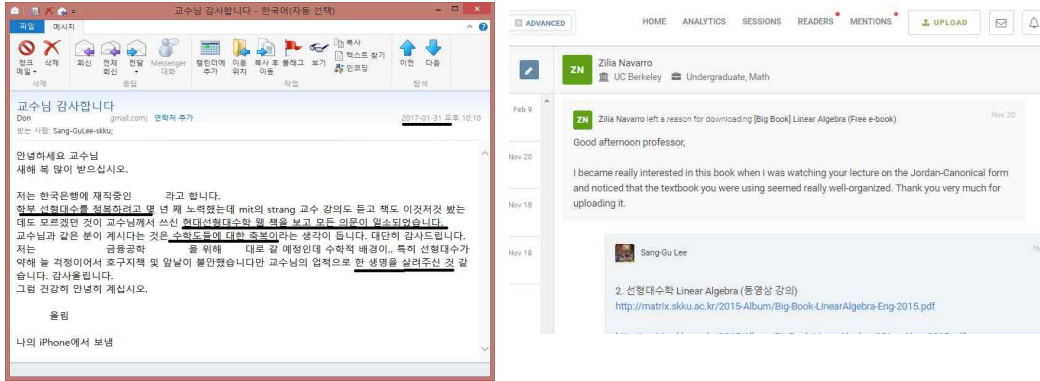 교수님 감사합니다 - 한국어(자동 선택)
파일 메시지
정크 메일 삭제 회신 전체 회신 전달 Messenger 대화 캘린더에 추가 이동 위치 복사 후 이동 플래그 보기 복사 텍스트 찾기 인코딩 이전 다음
삭제 응답 작업 탐색
교수님 감사합니다
Don gmail.com) 연락처 추가 2017-01-31 오후 10:10
받는 사람: Sang-GuLee-skku;
안녕하세요 교수님
새해 복 많이 받으십시오.
저는 한국은행에 재직중인 라고 합니다.
학부 선형대수를 정복하려고 몇 년 째 노력했는데 mit의 strang 교수 강의도 듣고 책도 이것저것 봤는
데도 모르겠던 것이 교수님께서 쓰신 현대선형대수학 웹 책을 보고 모든 의문이 일소되었습니다.
교수님과 같은 분이 계시다는 것은 수학도들에 대한 축복이라는 생각이 듭니다. 대단히 감사드립니다.
저는 금융공학 을 위해 대로 갈 예정인데 수학적 배경이.. 특히 선형대수가
약해 늘 걱정이어서 호구지책 및 앞날이 불안했습니다만 교수님의 업적으로 한 생명을 살려주신 것 같
습니다. 감사올립니다.
그럼 건강히 안녕히 계십시오.
올림
나의 iPhone에서 보냄
ADVANCED HOME ANALYTICS SESSIONS READERS MENTIONS UPLOAD
ZN Zilia Navarro
UC Berkeley Undergraduate, Math
Feb 9
Nov 20
Nov 18
Nov 18
ZN Zilia Navarro left a reason for downloading [Big Book] Linear Algebra (Free e-book) Nov 20
Good afternoon professor,
I became really interested in this book when I was watching your lecture on the Jordan-Canonical form
and noticed that the textbook you were using seemed really well-organized. Thank you very much for
uploading it.
Sang-Gu Lee
2. 선형대수학 Linear Algebra (동영상 강의)
http://matrix.skku.ac.kr/2015-Album/Big-Book-LinearAlgebra-Eng-2015.pdf